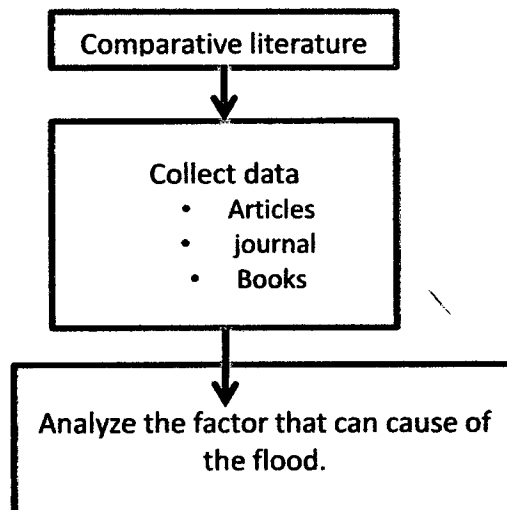 Comparative literature
Collect data
• Articles
• journal
• Books
Analyze the factor that can cause of
the flood.